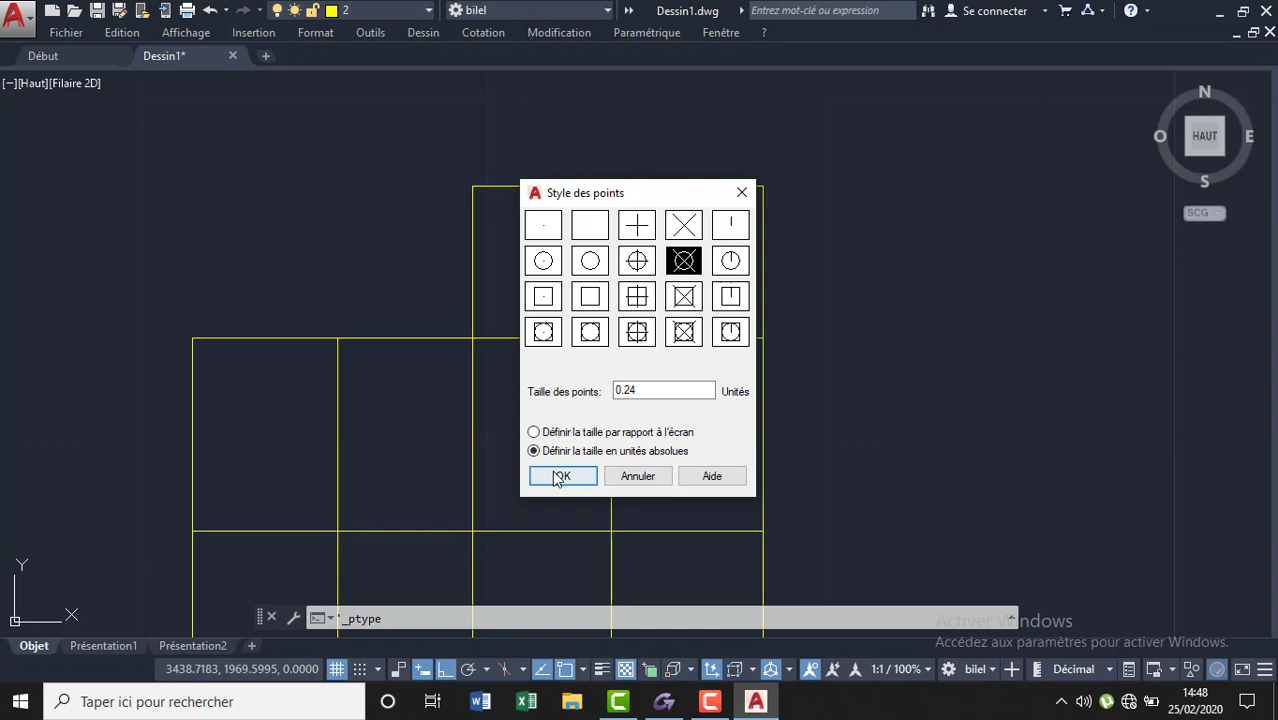 2
bilel
Dessin1.dwg
Entrez mot-clé ou expression
Se connecter
?
Fichier
Edition
Affichage
Insertion
Format
Outils
Dessin
Cotation
Modification
Paramétrique
Fenêtre
?
Début
Dessin1*
[−][Haut][Filaire 2D]
N
O
HAUT
E
S
SCG
Style des points
Taille des points:
0.24
Unités
Définir la taille par rapport à l'écran
Définir la taille en unités absolues
OK
Annuler
Aide
Y
X
'_ptype
Activer Windows
Accédez aux paramètres pour activer Windows.
Objet
Présentation1
Présentation2
3438.7183, 1969.5995, 0.0000
1:1 / 100%
bilel
Décimal
Taper ici pour rechercher
14:48
25/02/2020